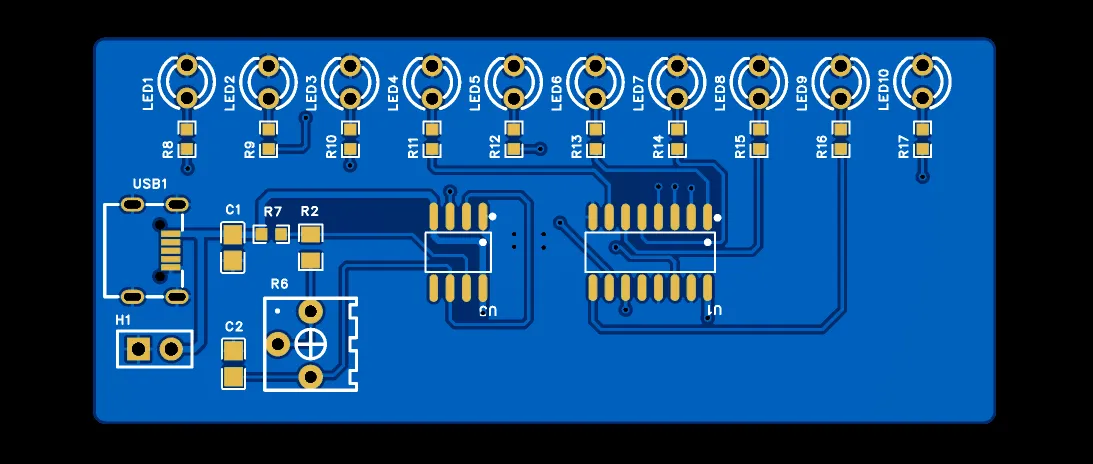 LED1
LED2
LED3
LED4
LED5
LED6
LED7
LED8
LED9
LED10
R8
R9
R10
R11
R12
R13
R14
R15
R16
R17
USB1
C1
R7
R2
R6
U1
H1
C2